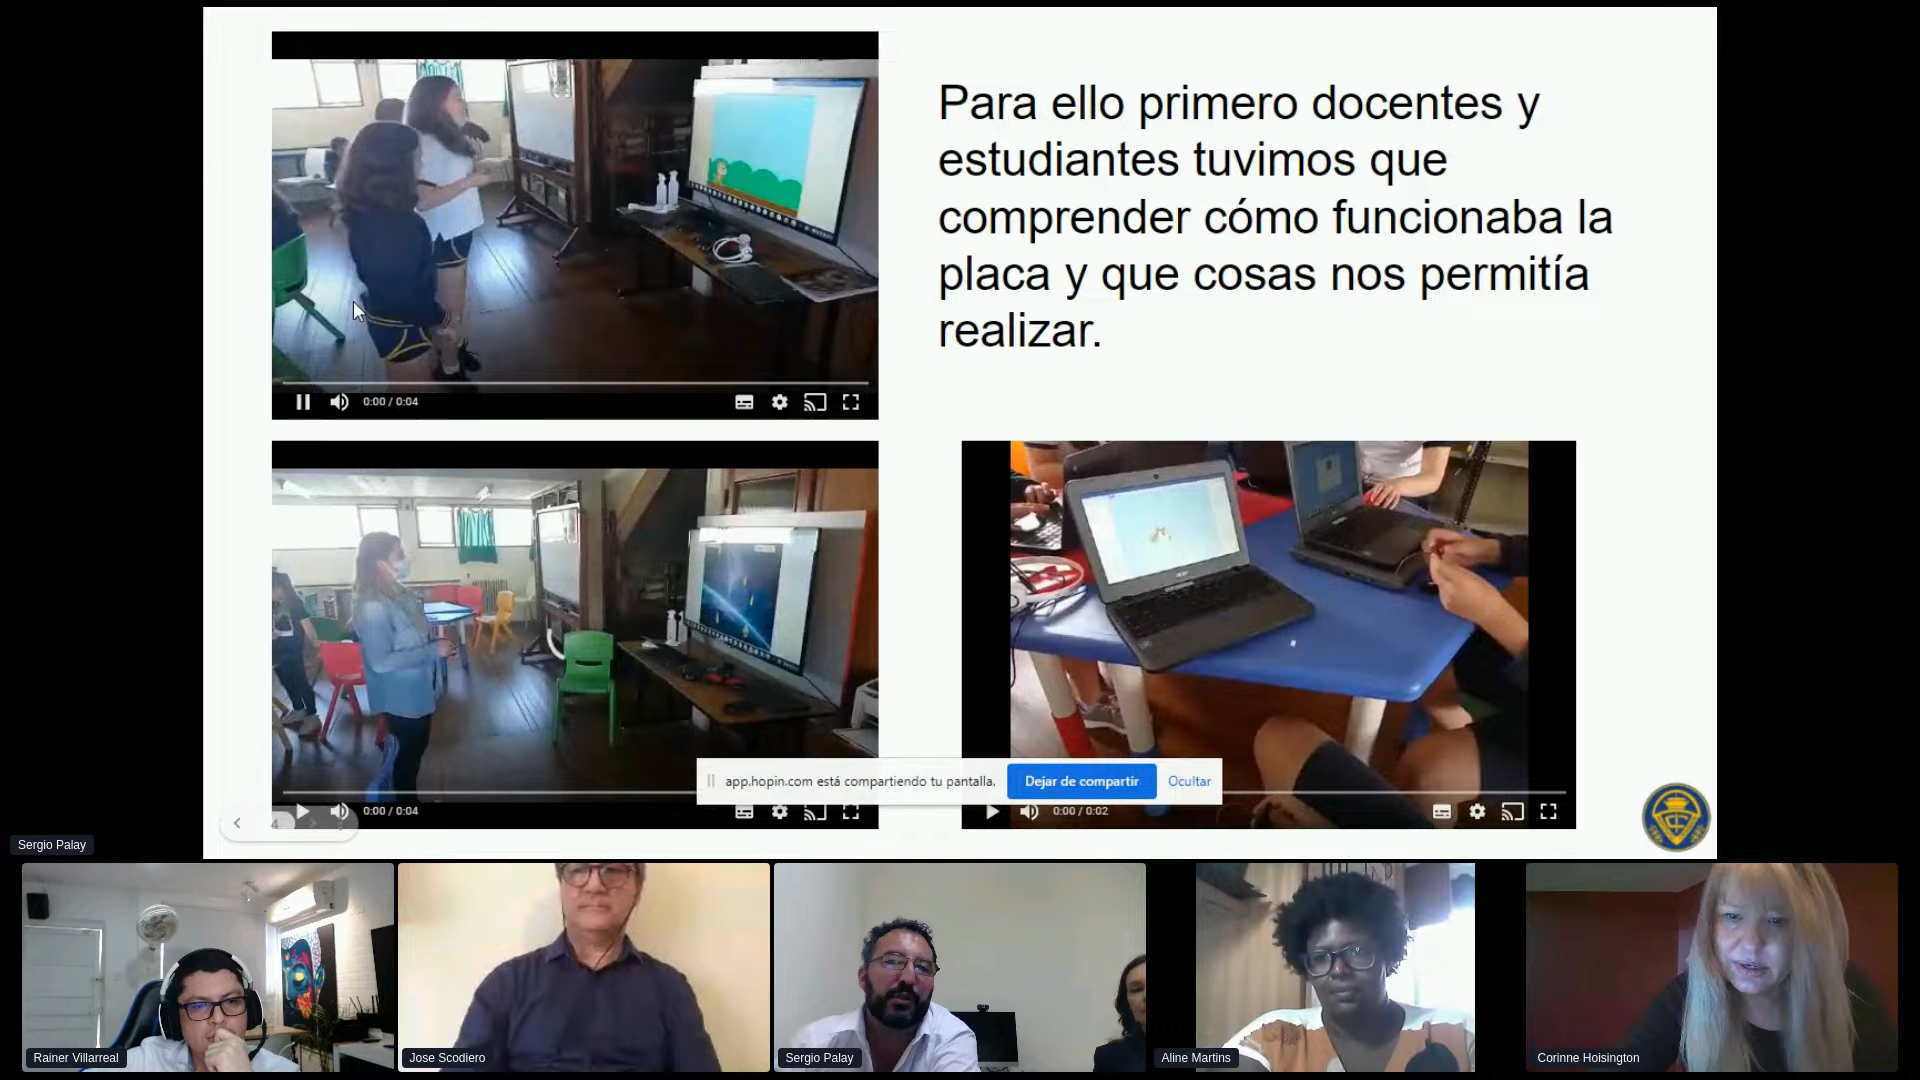 Para ello primero docentes y
estudiantes tuvimos que
comprender cómo funcionaba la
placa y que cosas nos permitía
realizar.
0:00 / 0:04
app.hopin.com está compartiendo tu pantalla.
Dejar de compartir
Ocultar
0:00 / 0:04
0:00 / 0:02
4
acer
Sergio Palay
Rainer Villarreal
Jose Scodiero
Sergio Palay
Aline Martins
Corinne Hoisington